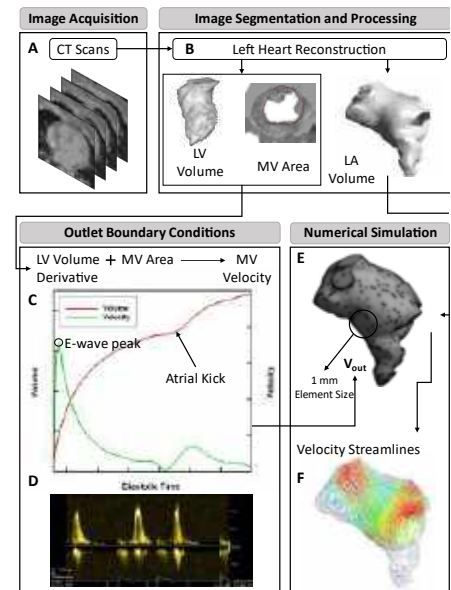 Image Acquisition
Image Segmentation and Processing
A
CT Scans
B
Left Heart Reconstruction
LV
Volume
MV Area
LA
Volume
Outlet Boundary Conditions
Numerical Simulation
LV Volume + MV Area
Derivative
MV
Velocity
C
Volume
Velocity
E-wave peak
Atrial Kick
Volume
Velocity
Diastolic Time
D
E
Vout
1 mm
Element Size
Velocity Streamlines
F